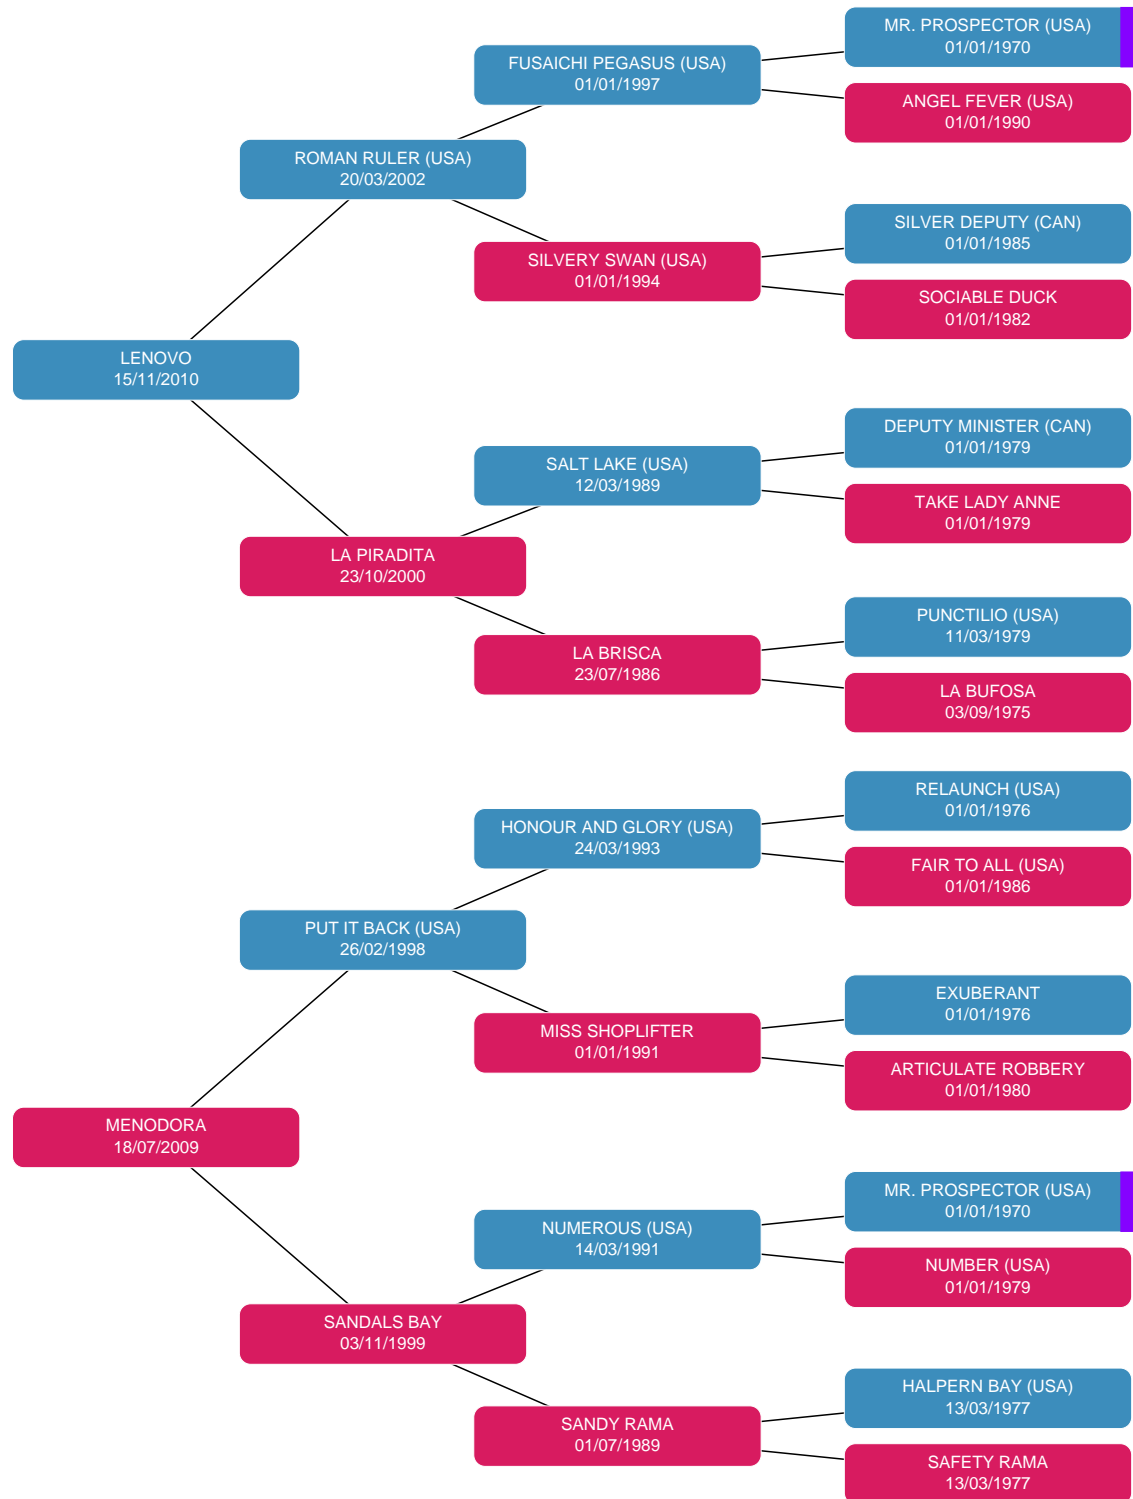 MR. PROSPECTOR (USA)
01/01/1970
FUSAICHI PEGASUS (USA)
01/01/1997
ANGEL FEVER (USA)
01/01/1990
ROMAN RULER (USA)
20/03/2002
SILVER DEPUTY (CAN)
01/01/1985
SILVERY SWAN (USA)
01/01/1994
SOCIABLE DUCK
01/01/1982
LENOVO
15/11/2010
DEPUTY MINISTER (CAN)
01/01/1979
SALT LAKE (USA)
12/03/1989
TAKE LADY ANNE
01/01/1979
LA PIRADITA
23/10/2000
PUNCTILIO (USA)
11/03/1979
LA BRISCA
23/07/1986
LA BUFOSA
03/09/1975
RELAUNCH (USA)
01/01/1976
HONOUR AND GLORY (USA)
24/03/1993
FAIR TO ALL (USA)
01/01/1986
PUT IT BACK (USA)
26/02/1998
EXUBERANT
01/01/1976
MISS SHOPLIFTER
01/01/1991
ARTICULATE ROBBERY
01/01/1980
MENODORA
18/07/2009
MR. PROSPECTOR (USA)
01/01/1970
NUMEROUS (USA)
14/03/1991
NUMBER (USA)
01/01/1979
SANDALS BAY
03/11/1999
HALPERN BAY (USA)
13/03/1977
SANDY RAMA
01/07/1989
SAFETY RAMA
13/03/1977